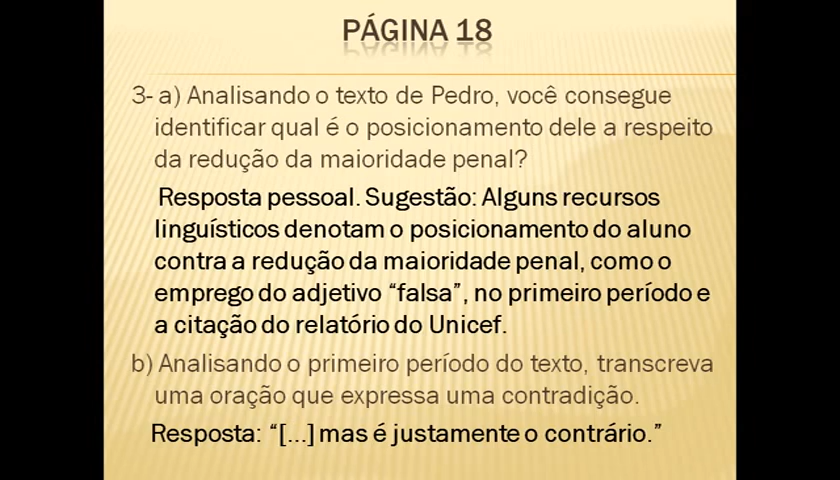 PÁGINA 18
3- a) Analisando o texto de Pedro, você consegue
identificar qual é o posicionamento dele a respeito
da redução da maioridade penal?
Resposta pessoal. Sugestão: Alguns recursos
linguísticos denotam o posicionamento do aluno
contra a redução da maioridade penal, como o
emprego do adjetivo “falsa”, no primeiro período e
a citação do relatório do Unicef.
b) Analisando o primeiro período do texto, transcreva
uma oração que expressa uma contradição.
Resposta: “[...] mas é justamente o contrário.”